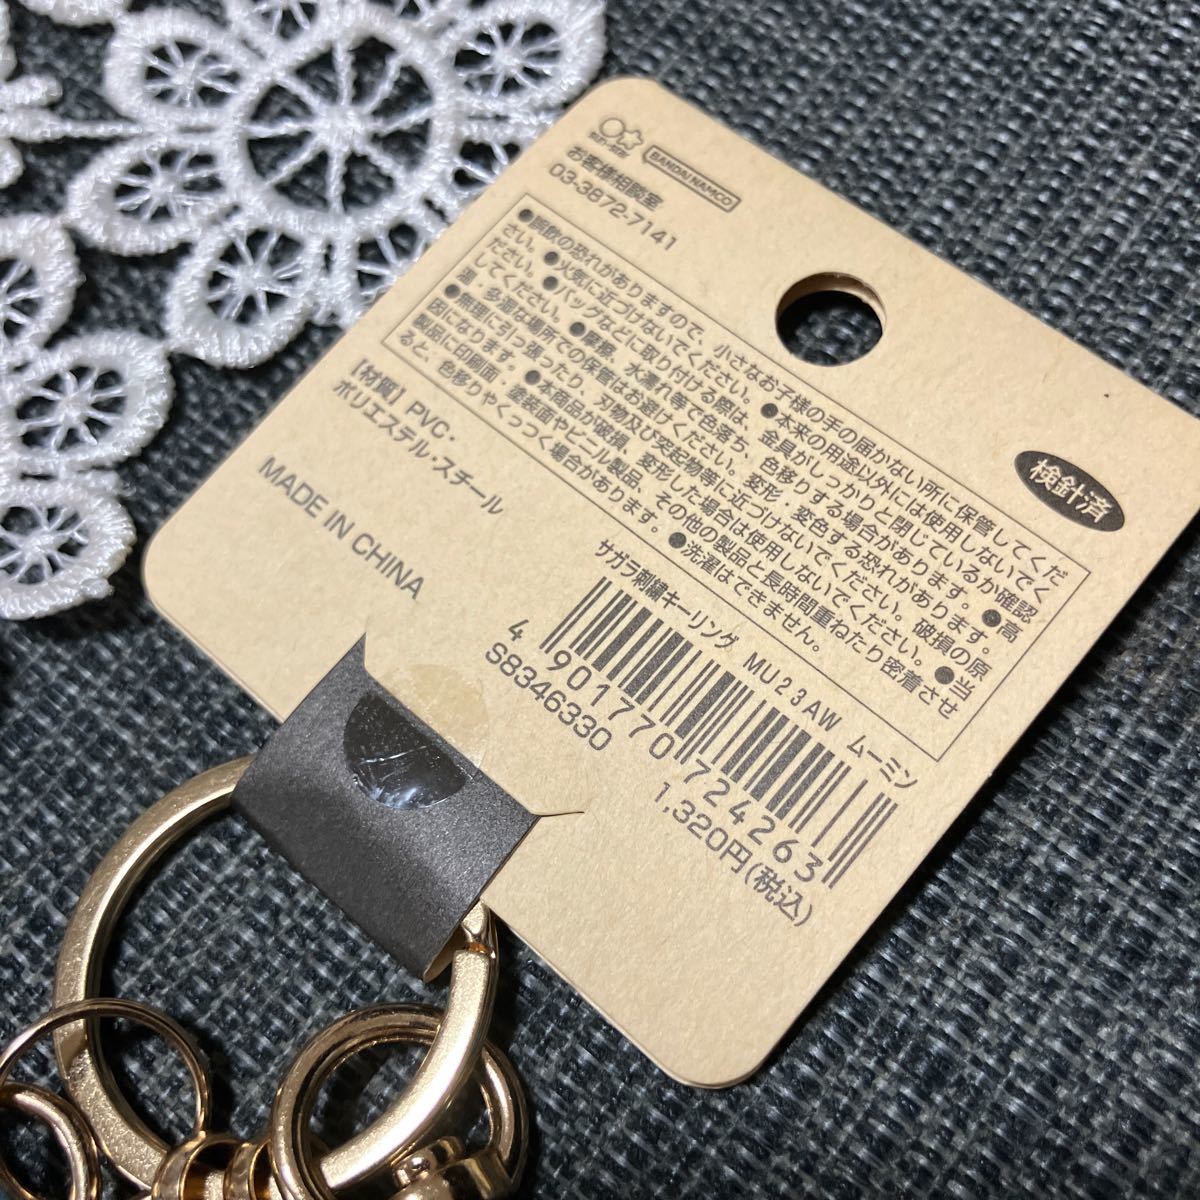 BANDAI NAMCO
お客様相談室
03-3872-7141
●誤飲の恐れがありますので、小さなお子様の手の届かない所に保管してくだ
さい。●火気に近づけないでください。●本来の用途以外には使用しないでく
ださい。●バッグなどに取り付ける際は、金具がしっかりと閉じているか確認
してください。●摩擦、水濡れ等で色落ち、色移りする場合があります。●高
温・多湿な場所での保管はお避けください。変形・変色する恐れがあります。
●無理に引っ張ったり、刃物及び突起物等に近づけないでください。破損の原
因になります。●本商品が破損、変形した場合は使用しないでください。●当
製品に印刷面・塗装面やビニール製品、その他の製品と長時間重ねたり密着させ
ると、色移りやくっつく場合があります。●洗濯はできません。
検針済
【材質】PVC・
ポリエステル・スチール
MADE IN CHINA
サガラ刺繍キーリング MU23AW ムーミン
4 901770 724263
S8346330
1,320円(税込)